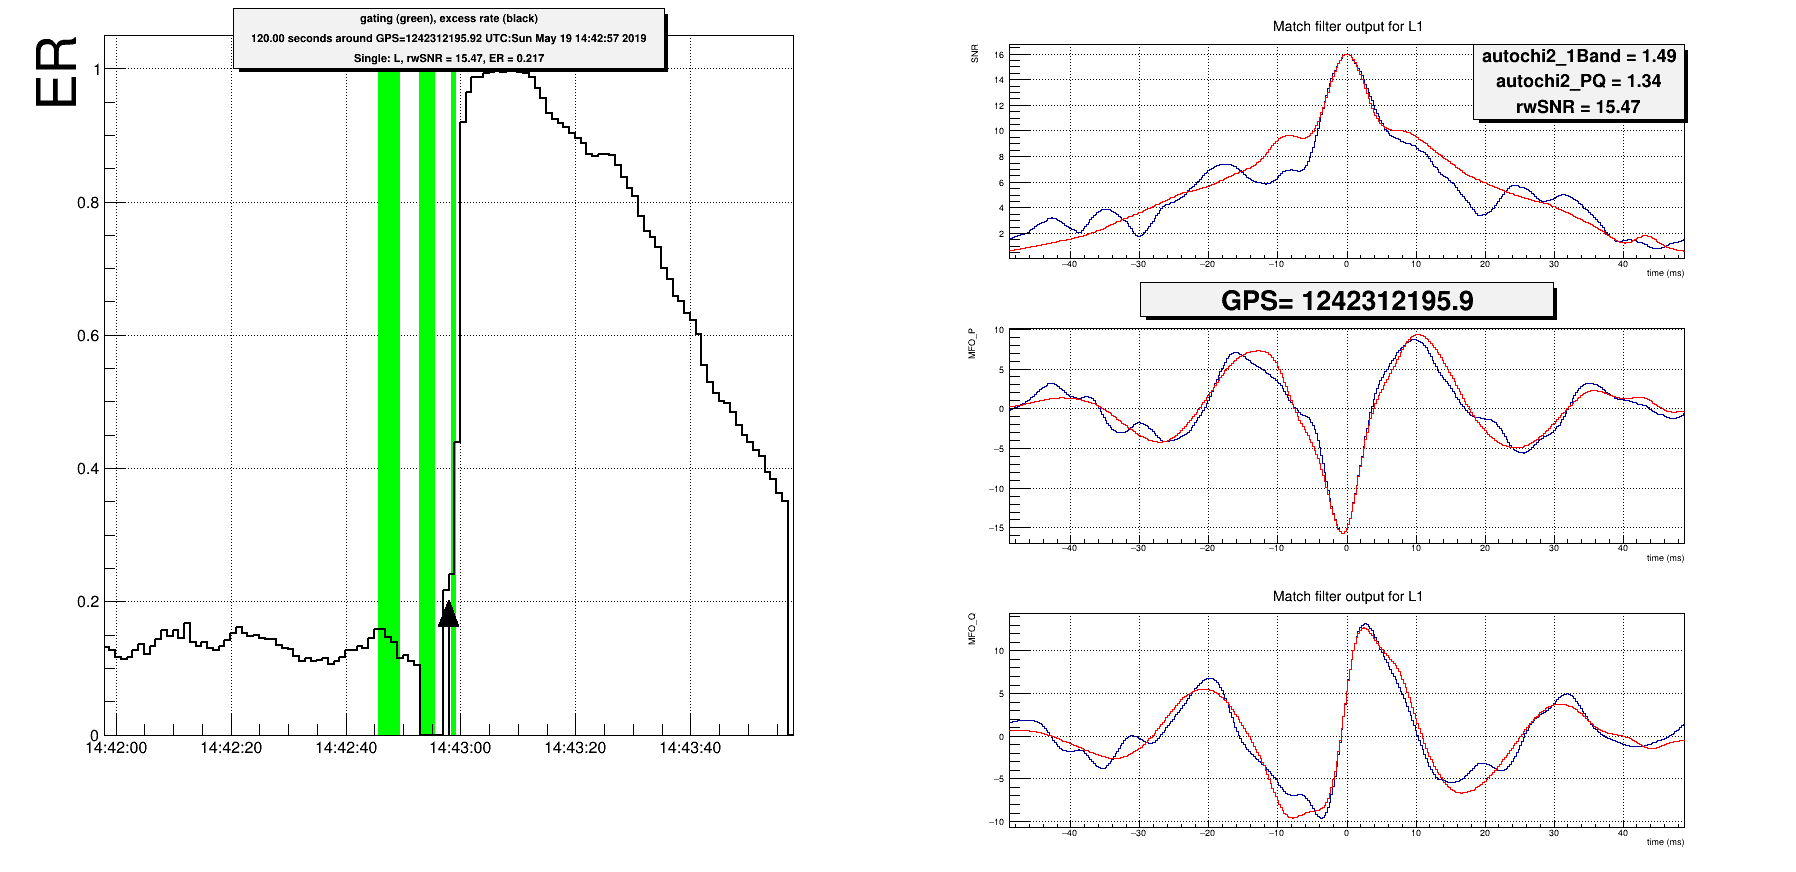 gating (green), excess rate (black)
120.00 seconds around GPS=1242312195.92 UTC:Sun May 19 14:42:57 2019
Single: L, rwSNR = 15.47, ER = 0.217
ER
1
0.8
0.6
0.4
0.2
0
14:42:00 14:42:20 14:42:40 14:43:00 14:43:20 14:43:40
Match filter output for L1
SNR
autochi2_1Band = 1.49
autochi2_PQ = 1.34
rwSNR = 15.47
16
14
12
10
8
6
4
2
−40 −30 −20 −10 0 10 20 30 40
time (ms)
GPS= 1242312195.9
MFO_P
10
5
0
−5
−10
−15
−40 −30 −20 −10 0 10 20 30 40
time (ms)
Match filter output for L1
MFO_Q
10
5
0
−5
−10
−40 −30 −20 −10 0 10 20 30 40
time (ms)